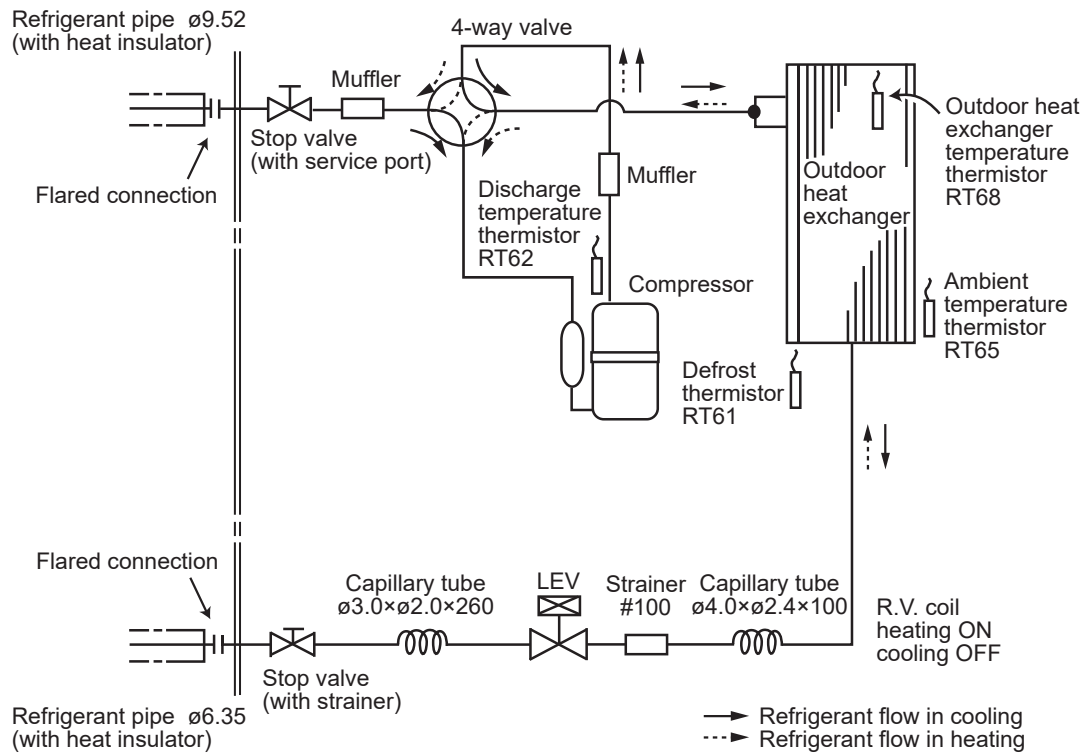 Refrigerant pipe ø9.52
(with heat insulator)
4-way valve
Muffler
Stop valve
(with service port)
Flared connection
Discharge
temperature
thermistor
RT62
Muffler
Compressor
Outdoor
heat
exchanger
Outdoor heat
exchanger
temperature
thermistor
RT68
Ambient
temperature
thermistor
RT65
Defrost
thermistor
RT61
Flared connection
Capillary tube
ø3.0×ø2.0×260
LEV
Strainer
#100
Capillary tube
ø4.0×ø2.4×100
R.V. coil
heating ON
cooling OFF
Stop valve
(with strainer)
Refrigerant pipe ø6.35
(with heat insulator)
Refrigerant flow in cooling
Refrigerant flow in heating